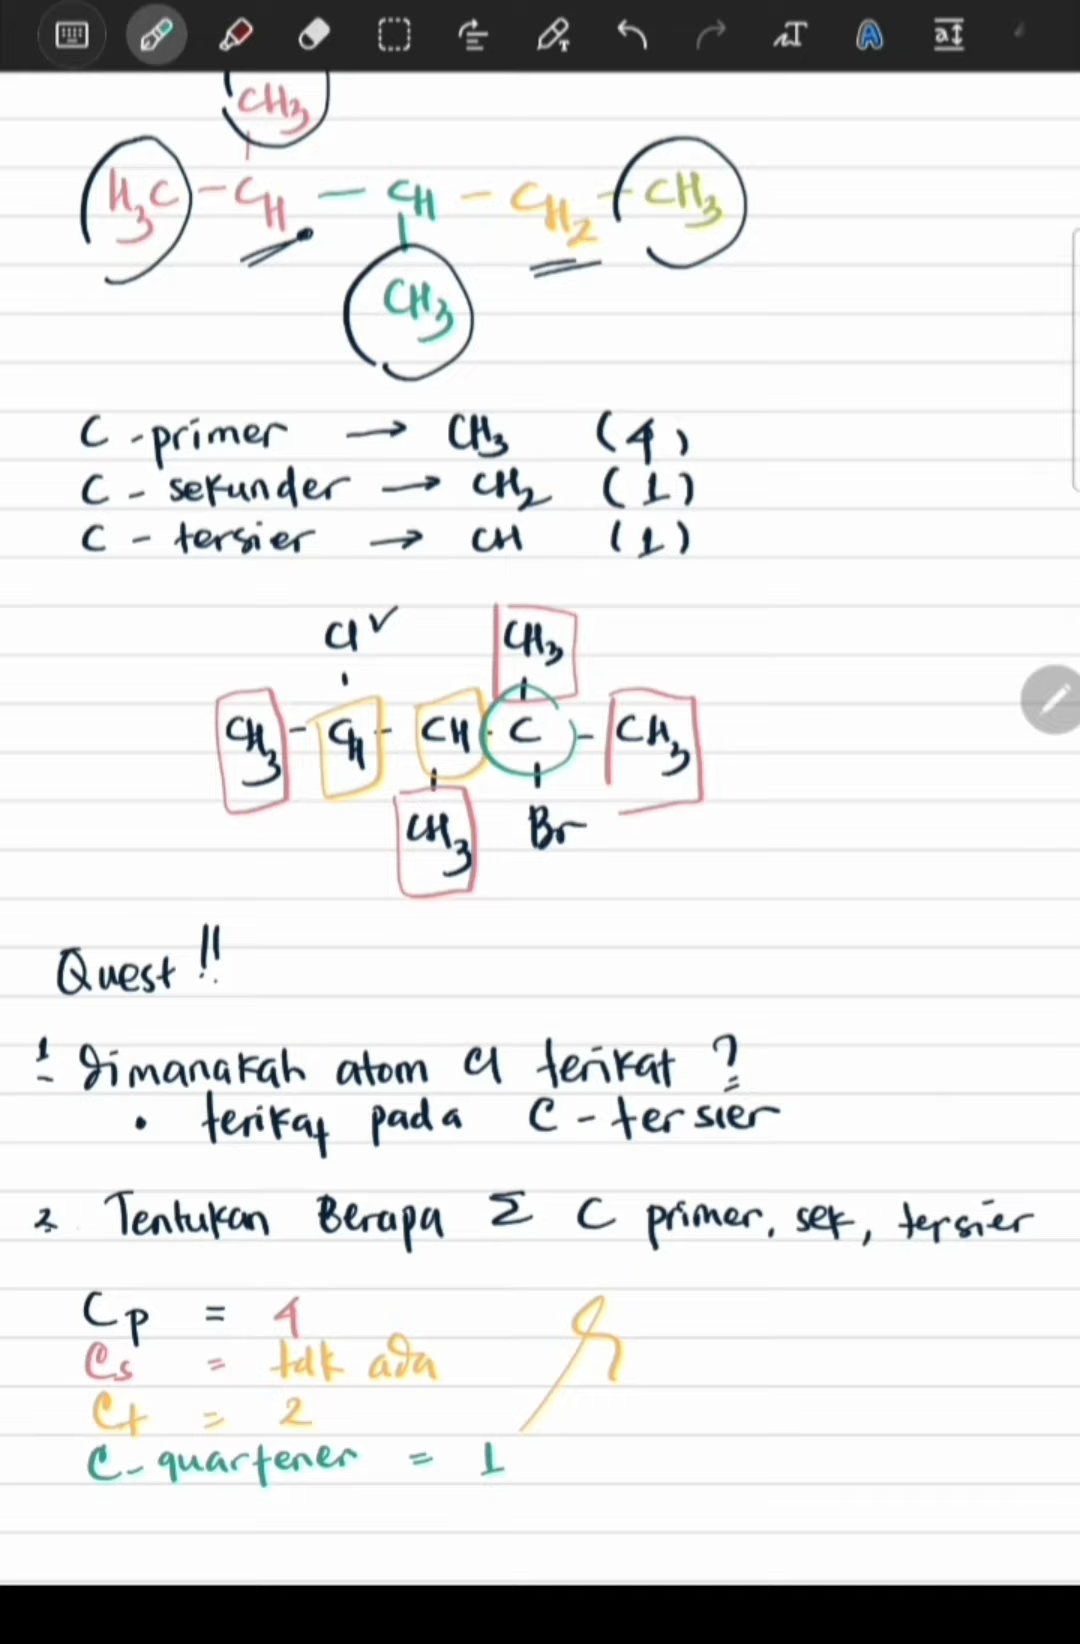 CH3
H3C - CH - CH - CH2 - CH3
CH3
C - primer → CH3 (4)
C - sekunder → CH2 (1)
C - tersier → CH (1)
Cl ✓ CH3
CH3 - CH - CH - C - CH3
CH3 Br
Quest !!
1. Dimanakah atom Cl terikat ?
• terikat pada C - tersier
2. Tentukan Berapa Σ C primer, sek, tersier
Cp = 4
Cs = tdk ada
Ct = 2
C - quartener = 1